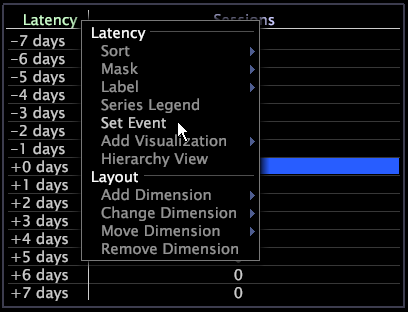 Latency Sessions
-7 days
-6 days
-5 days
-4 days
-3 days
-2 days
-1 days
+0 days
+1 days
+2 days
+3 days
+4 days
+5 days
+6 days 0
+7 days 0
Latency
Sort
Mask
Label
Series Legend
Set Event
Add Visualization
Hierarchy View
Layout
Add Dimension
Change Dimension
Move Dimension
Remove Dimension